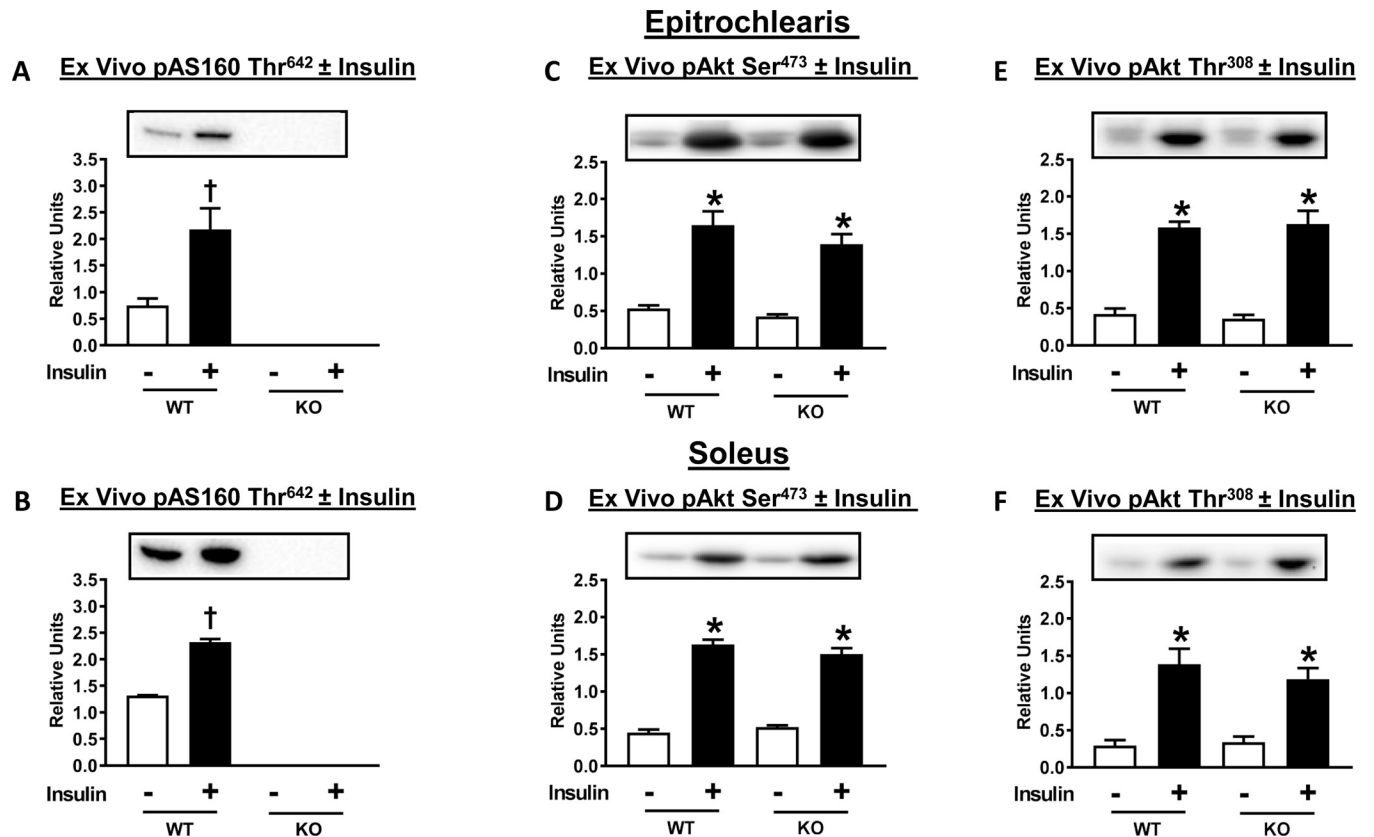 Epitrochlearis
A
Ex Vivo pAS160 Thr642 ± Insulin
3.5
3.0
2.5
2.0
1.5
1.0
0.5
0.0
Relative Units
†
Insulin - + - +
WT KO
C
Ex Vivo pAkt Ser473 ± Insulin
2.5
2.0
1.5
1.0
0.5
0.0
Relative Units
* *
Insulin - + - +
WT KO
E
Ex Vivo pAkt Thr308 ± Insulin
2.5
2.0
1.5
1.0
0.5
0.0
Relative Units
* *
Insulin - + - +
WT KO
Soleus
B
Ex Vivo pAS160 Thr642 ± Insulin
3.5
3.0
2.5
2.0
1.5
1.0
0.5
0.0
Relative Units
†
Insulin - + - +
WT KO
D
Ex Vivo pAkt Ser473 ± Insulin
2.5
2.0
1.5
1.0
0.5
0.0
Relative Units
* *
Insulin - + - +
WT KO
F
Ex Vivo pAkt Thr308 ± Insulin
2.5
2.0
1.5
1.0
0.5
0.0
Relative Units
* *
Insulin - + - +
WT KO